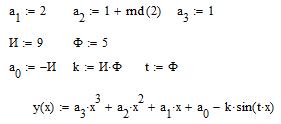 a₁ := 2 a₂ := 1 + rnd(2) a₃ := 1
И := 9 Ф := 5
a₀ := −И k := И·Ф t := Ф
y(x) := a₃·x³ + a₂·x² + a₁·x + a₀ − k·sin(t·x)